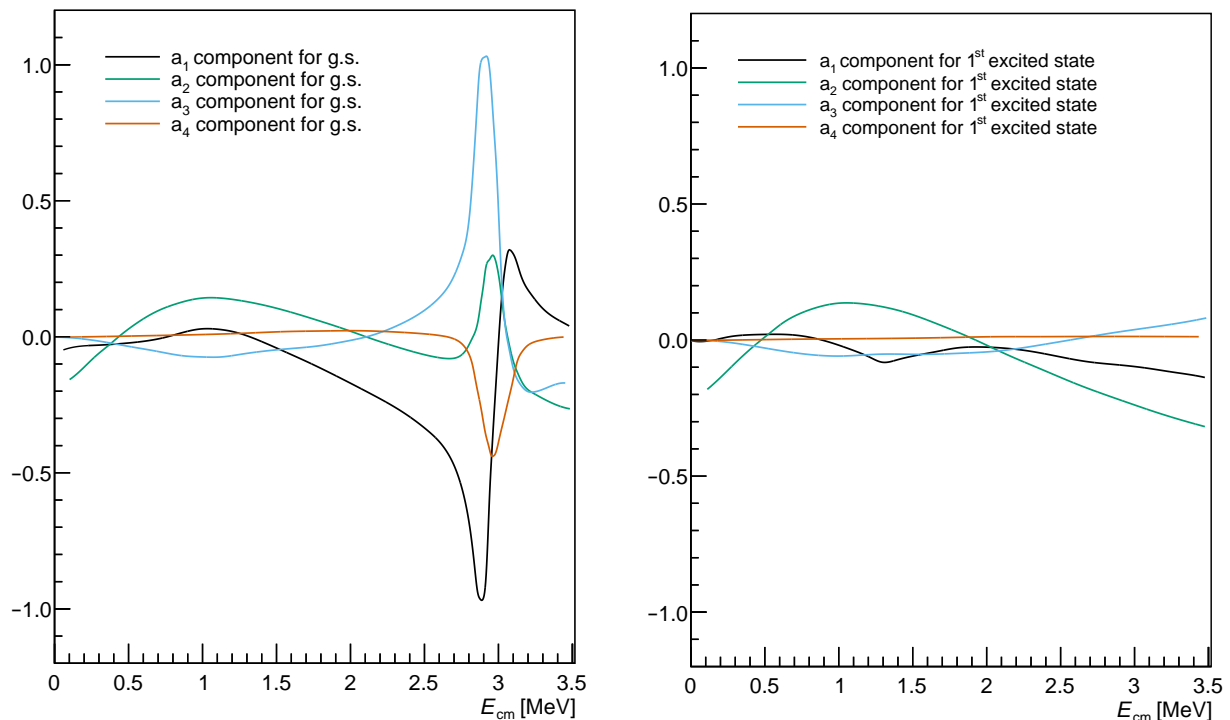 a₁ component for g.s.
a₂ component for g.s.
a₃ component for g.s.
a₄ component for g.s.
1.0
0.5
0.0
−0.5
−1.0
0 0.5 1 1.5 2 2.5 3 3.5
E_cm [MeV]
a₁ component for 1ˢᵗ excited state
a₂ component for 1ˢᵗ excited state
a₃ component for 1ˢᵗ excited state
a₄ component for 1ˢᵗ excited state
1.0
0.5
0.0
−0.5
−1.0
0 0.5 1 1.5 2 2.5 3 3.5
E_cm [MeV]